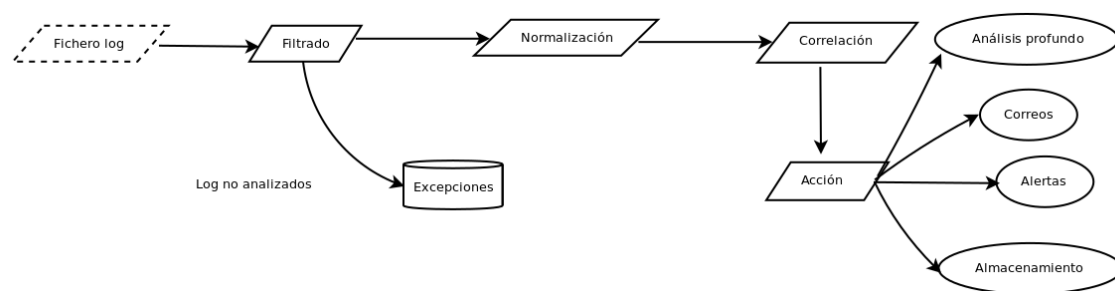 Fichero log
Filtrado
Normalización
Correlación
Análisis profundo
Correos
Log no analizados
Excepciones
Acción
Alertas
Almacenamiento